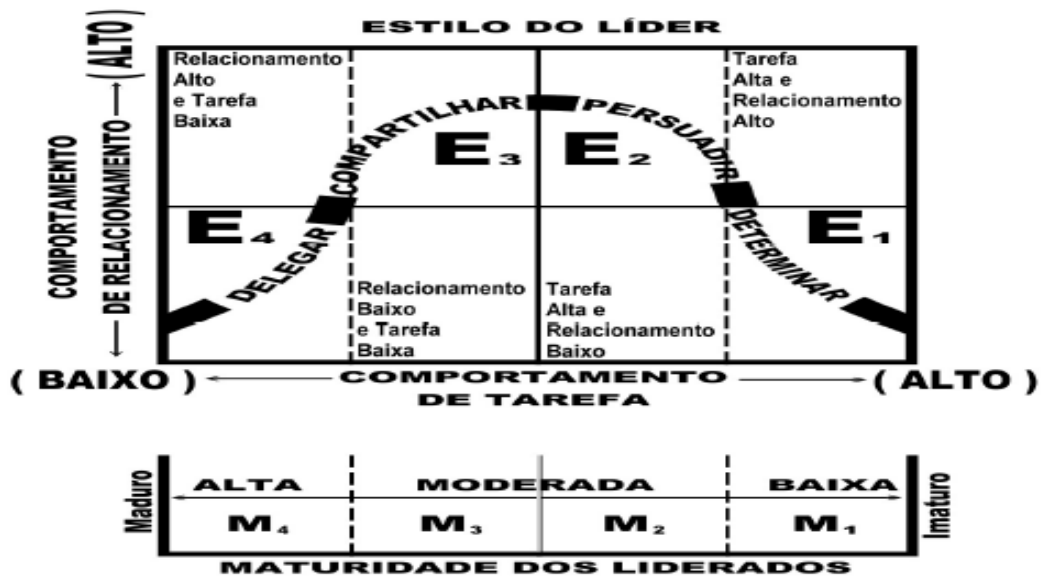 ESTILO DO LÍDER
COMPORTAMENTO
DE RELACIONAMENTO
(ALTO)
Relacionamento
Alto
e Tarefa
Baixa
Tarefa
Alta e
Relacionamento
Alto
COMPARTILHAR
PERSUADIR
E3
E2
E4
E1
DELEGAR
DETERMINAR
Relacionamento
Baixo
e Tarefa
Baixa
Tarefa
Alta e
Relacionamento
Baixo
( BAIXO )
COMPORTAMENTO
DE TAREFA
( ALTO )
Maduro
ALTA
MODERADA
BAIXA
Imaturo
M4
M3
M2
M1
MATURIDADE DOS LIDERADOS